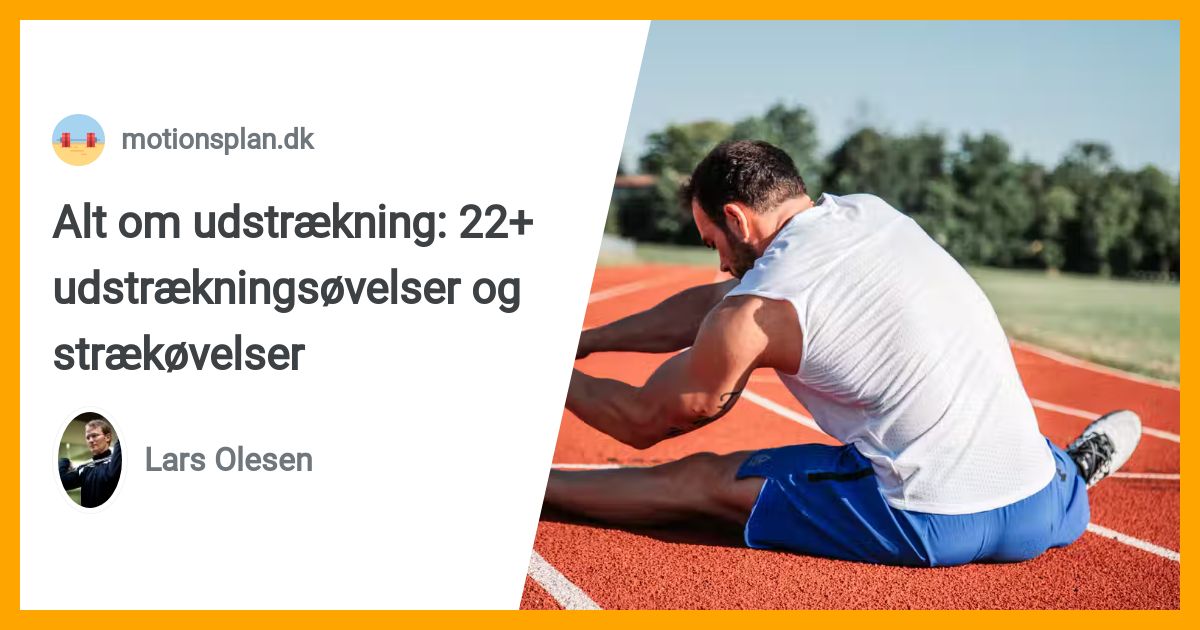 motionsplan.dk
Alt om udstrækning: 22+
udstrækningsøvelser og
strækøvelser
Lars Olesen